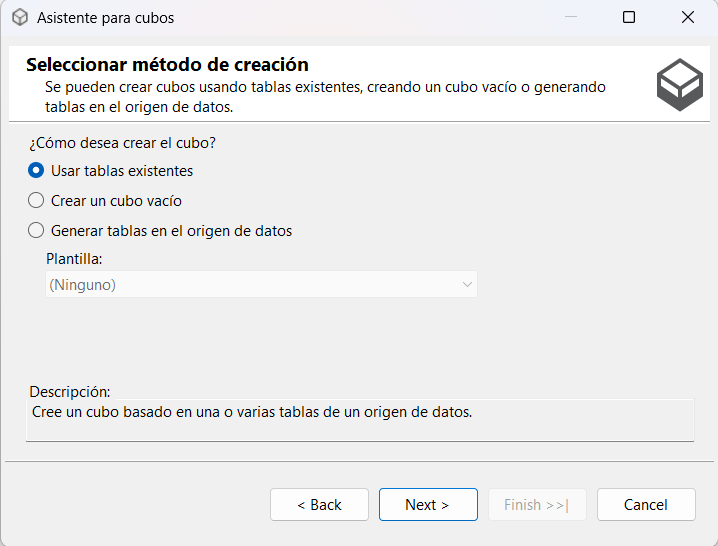 Asistente para cubos
Seleccionar método de creación
Se pueden crear cubos usando tablas existentes, creando un cubo vacío o generando
tablas en el origen de datos.
¿Cómo desea crear el cubo?
Usar tablas existentes
Crear un cubo vacío
Generar tablas en el origen de datos
Plantilla:
(Ninguno)
Descripción:
Cree un cubo basado en una o varias tablas de un origen de datos.
< Back
Next >
Finish >>|
Cancel